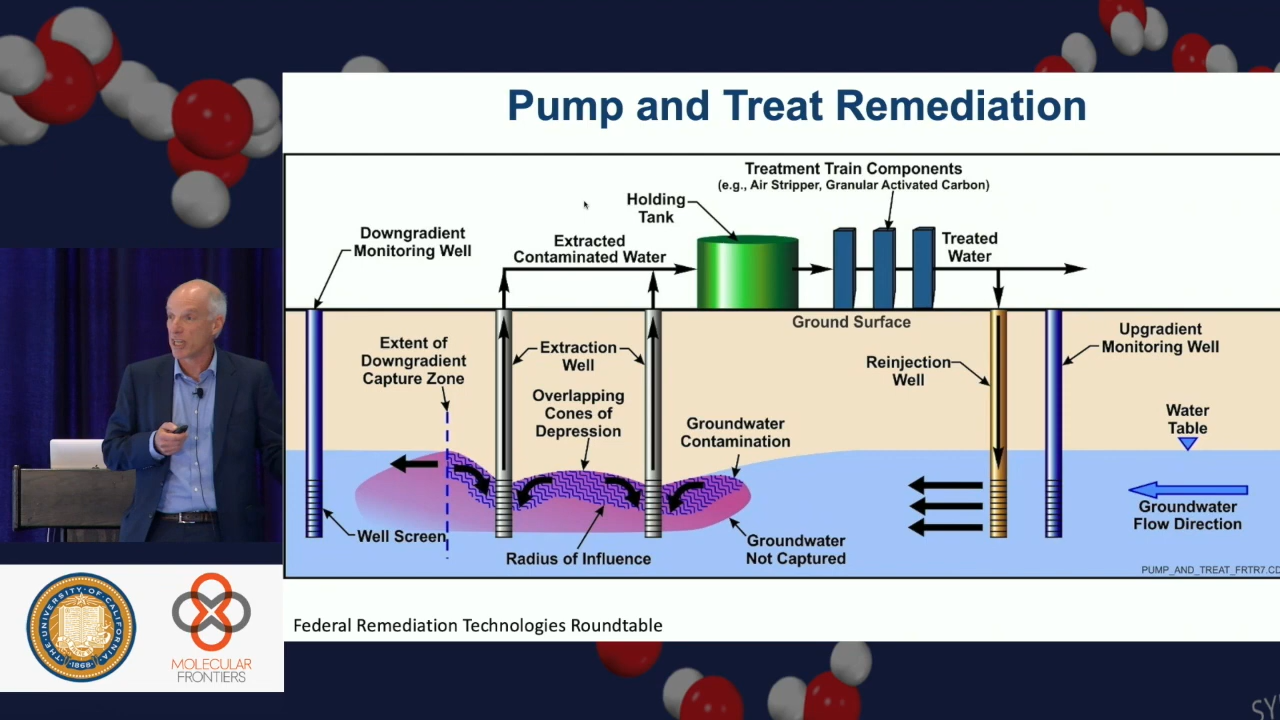 Pump and Treat Remediation
Treatment Train Components
(e.g., Air Stripper, Granular Activated Carbon)
Holding
Tank
Downgradient
Monitoring Well
Extracted
Contaminated Water
Treated
Water
Ground Surface
Extent of
Downgradient
Capture Zone
Extraction
Well
Overlapping
Cones of
Depression
Groundwater
Contamination
Reinjection
Well
Upgradient
Monitoring Well
Water
Table
Groundwater
Flow Direction
Well Screen
Radius of Influence
Groundwater
Not Captured
PUMP_AND_TREAT_FRTR7.CD
Federal Remediation Technologies Roundtable
THE·UNIVERSITY·OF·CALIFORNIA
·1868·
MOLECULAR
FRONTIERS
SY